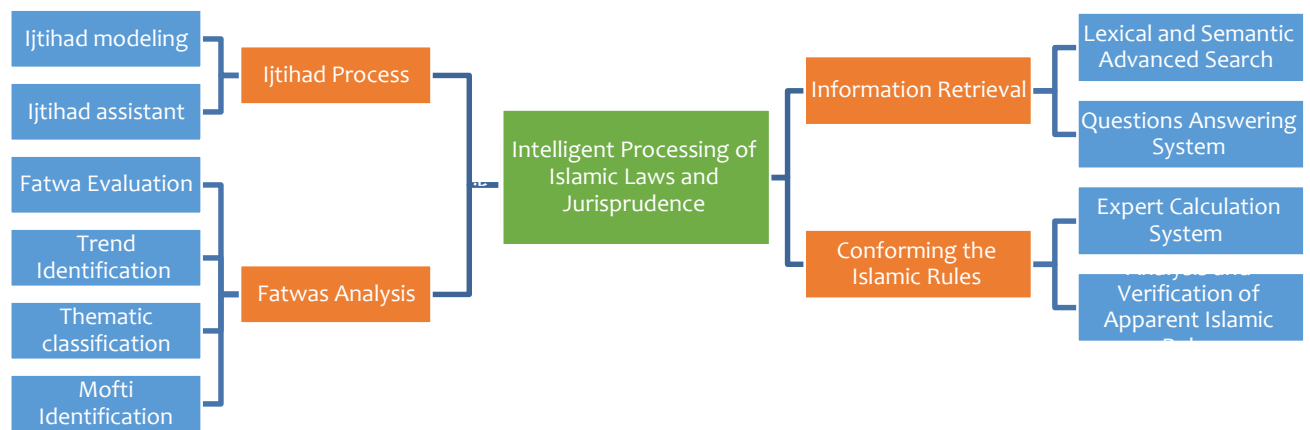 Ijtihad modeling
Ijtihad assistant
Ijtihad Process
Fatwa Evaluation
Trend
Identification
Thematic
classification
Mofti
Identification
Fatwas Analysis
Intelligent Processing of
Islamic Laws and
Jurisprudence
Information Retrieval
Lexical and Semantic
Advanced Search
Questions Answering
System
Conforming the
Islamic Rules
Expert Calculation
System
Analysis and
Verification of
Apparent Islamic